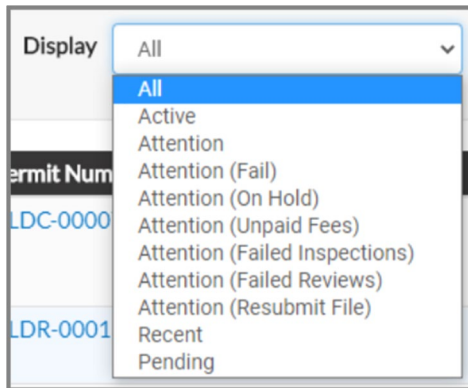 Display All
All
Active
Attention
ermit Num
Attention (Fail)
Attention (On Hold)
LDC-0000
Attention (Unpaid Fees)
Attention (Failed Inspections)
Attention (Failed Reviews)
Attention (Resubmit File)
LDR-0001
Recent
Pending